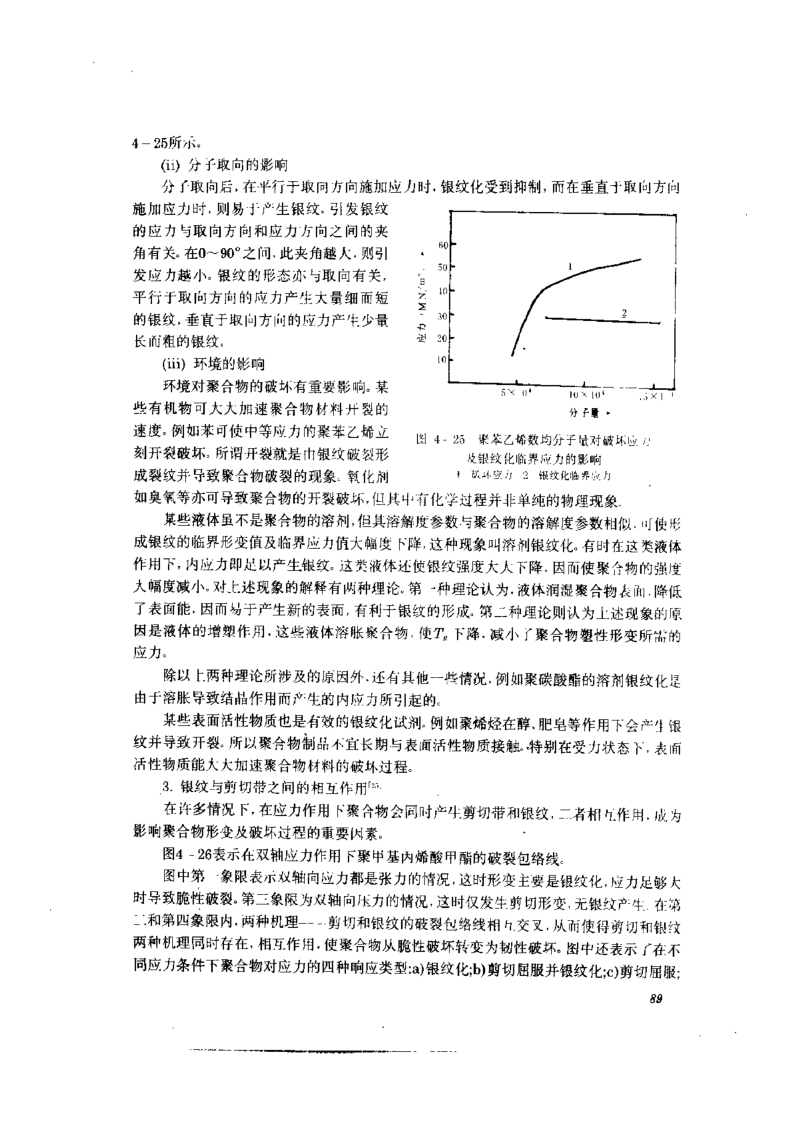 4－25所示。
(ii) 分子取向的影响
分子取向后，在平行于取向方向施加应力时，银纹化受到抑制，而在垂直于取向方向
施加应力时，则易于产生银纹。引发银纹
的应力与取向方向和应力方向之间的夹
角有关。在0～90°之间，此夹角越大，则引
发应力越小。银纹的形态亦与取向有关，
平行于取向方向的应力产生大量细而短
的银纹，垂直于取向方向的应力产生少量
长而粗的银纹。
(iii) 环境的影响
环境对聚合物的破坏有重要影响。某
些有机物可大大加速聚合物材料开裂的
速度。例如苯可使中等应力的聚苯乙烯立
刻开裂破坏。所谓开裂就是由银纹破裂形
成裂纹并导致聚合物破裂的现象。氧化剂
应力 MN/m²
60
50
30
20
10
1
2
10×10⁴
分子量
图 4－25 聚苯乙烯数均分子量对破坏应力
及银纹化临界应力的影响
1 破坏应力 2 银纹化临界应力
如臭氧等亦可导致聚合物的开裂破坏，但其中有化学过程并非单纯的物理现象。
某些液体虽不是聚合物的溶剂，但其溶解度参数与聚合物的溶解度参数相似，可使形
成银纹的临界形变值及临界应力值大幅度下降，这种现象叫溶剂银纹化。有时在这类液体
作用下，内应力即足以产生银纹。这类液体还使银纹强度大大下降，因而使聚合物的强度
大幅度减小。对上述现象的解释有两种理论。第一种理论认为，液体润湿聚合物表面，降低
了表面能，因而易于产生新的表面，有利于银纹的形成。第二种理论则认为上述现象的原
因是液体的增塑作用，这些液体溶胀聚合物，使Tg下降，减小了聚合物塑性形变所需的
应力。
除以上两种理论所涉及的原因外，还有其他一些情况，例如聚碳酸酯的溶剂银纹化是
由于溶胀导致结晶作用而产生的内应力所引起的。
某些表面活性物质也是有效的银纹化试剂。例如聚烯烃在醇、肥皂等作用下会产生银
纹并导致开裂。所以聚合物制品不宜长期与表面活性物质接触。特别在受力状态下，表面
活性物质能大大加速聚合物材料的破坏过程。
3. 银纹与剪切带之间的相互作用
在许多情况下，在应力作用下聚合物会同时产生剪切带和银纹，二者相互作用，成为
影响聚合物形变及破坏过程的重要因素。
图4－26表示在双轴应力作用下聚甲基丙烯酸甲酯的破裂包络线。
图中第一象限表示双轴向应力都是张力的情况，这时形变主要是银纹化，应力足够大
时导致脆性破裂。第三象限为双轴向压力的情况，这时仅发生剪切形变，无银纹产生。在第
二和第四象限内，两种机理——剪切和银纹的破裂包络线相互交叉，从而使得剪切和银纹
两种机理同时存在，相互作用，使聚合物从脆性破坏转变为韧性破坏。图中还表示了在不
同应力条件下聚合物对应力的四种响应类型:a)银纹化;b)剪切屈服并银纹化;c)剪切屈服;
89